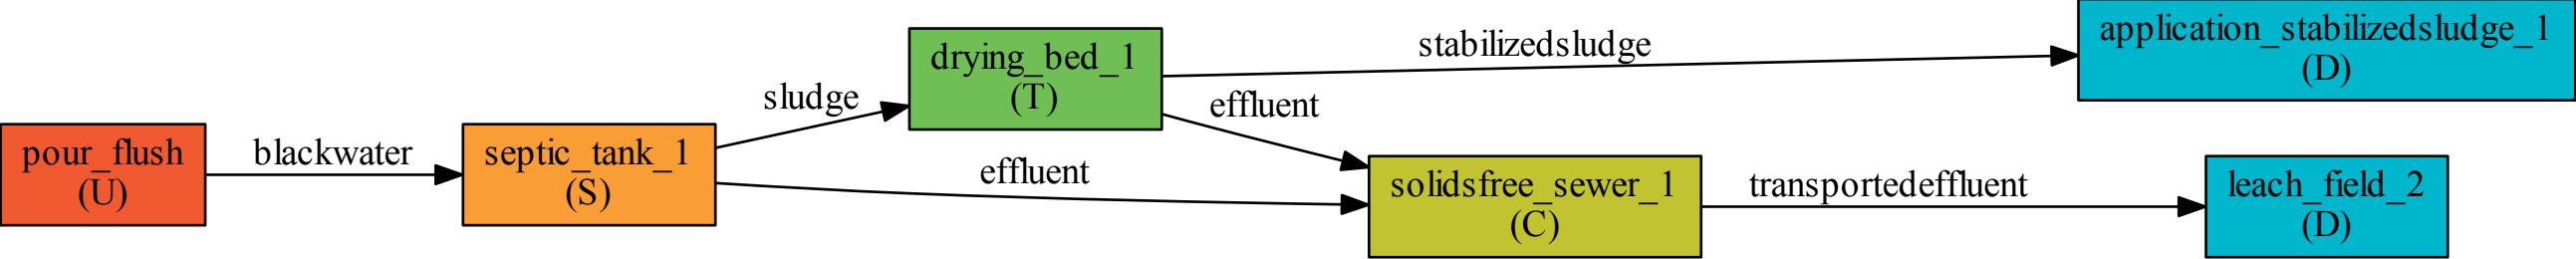 pour_flush
(U)
blackwater
septic_tank_1
(S)
sludge
effluent
drying_bed_1
(T)
stabilizedsludge
effluent
solidsfree_sewer_1
(C)
transportedeffluent
application_stabilizedsludge_1
(D)
leach_field_2
(D)